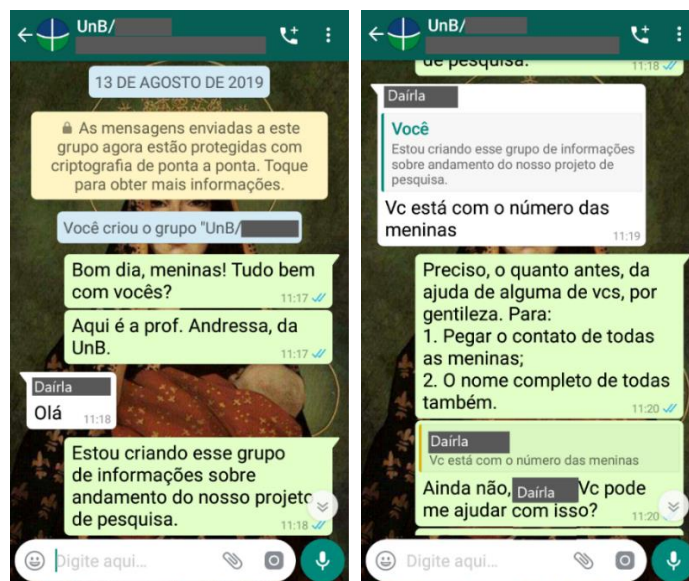 UnB/
13 DE AGOSTO DE 2019
As mensagens enviadas a este
grupo agora estão protegidas com
criptografia de ponta a ponta. Toque
para obter mais informações.
Você criou o grupo "UnB/
Bom dia, meninas! Tudo bem
com vocês?
11:17
Aqui é a prof. Andressa, da
UnB.
11:17
Daírla
Olá
11:18
Estou criando esse grupo
de informações sobre
andamento do nosso projeto
de pesquisa.
11:18
Digite aqui...
UnB/
de pesquisa.
11:18
Daírla
Você
Estou criando esse grupo de informações
sobre andamento do nosso projeto de
pesquisa.
Vc está com o número das
meninas
11:19
Preciso, o quanto antes, da
ajuda de alguma de vcs, por
gentileza. Para:
1. Pegar o contato de todas
as meninas;
2. O nome completo de todas
também.
11:20
Daírla
Vc está com o número das meninas
Ainda não, Daírla Vc pode
me ajudar com isso?
11:20
Digite aqui...